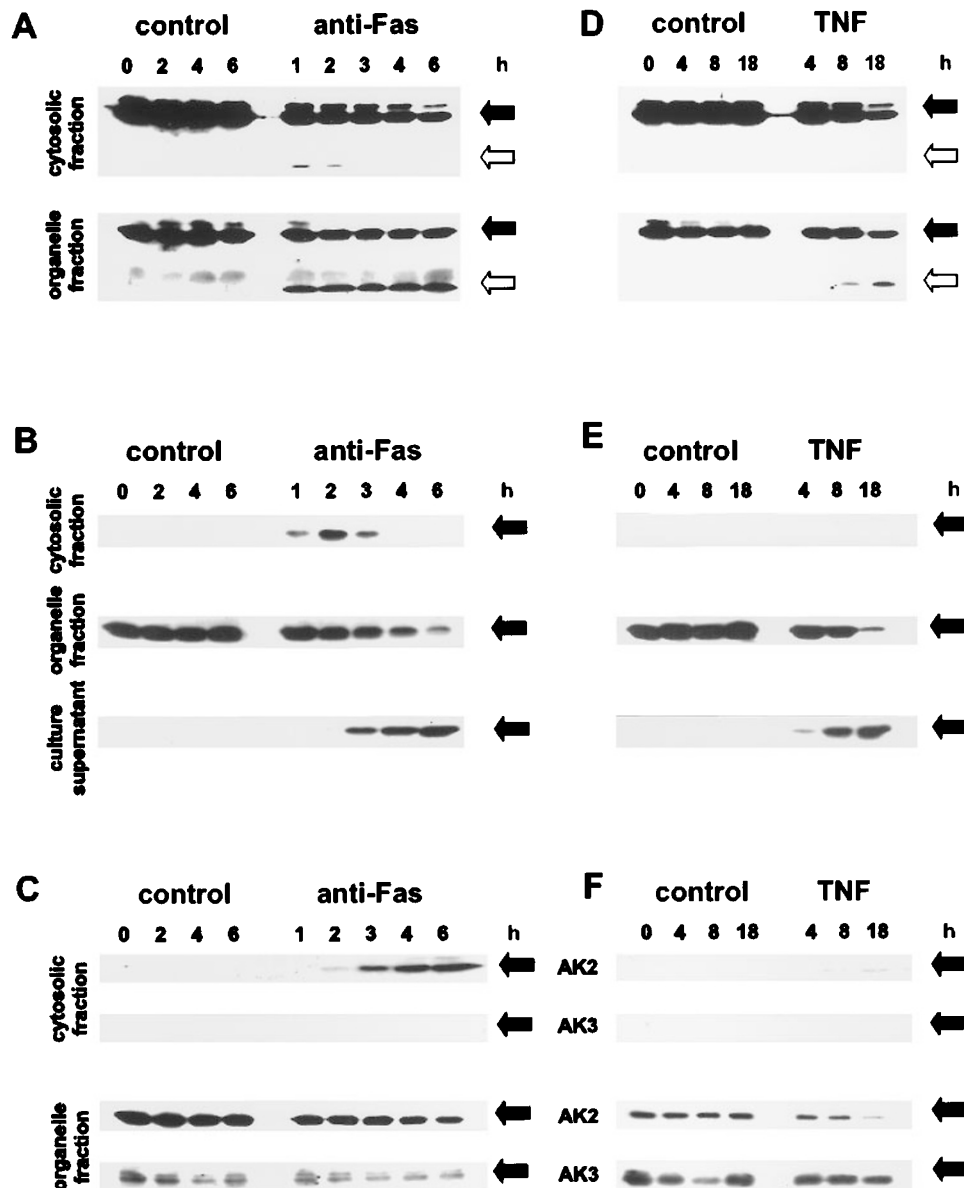 A control anti-Fas
0 2 4 6 1 2 3 4 6 h
cytosolic fraction
organelle fraction
D control TNF
0 4 8 18 4 8 18 h
B control anti-Fas
0 2 4 6 1 2 3 4 6 h
cytosolic fraction
organelle fraction
culture supernatant
E control TNF
0 4 8 18 4 8 18 h
C control anti-Fas
0 2 4 6 1 2 3 4 6 h
cytosolic fraction
organelle fraction
AK2
AK3
AK2
AK3
F control TNF
0 4 8 18 4 8 18 h